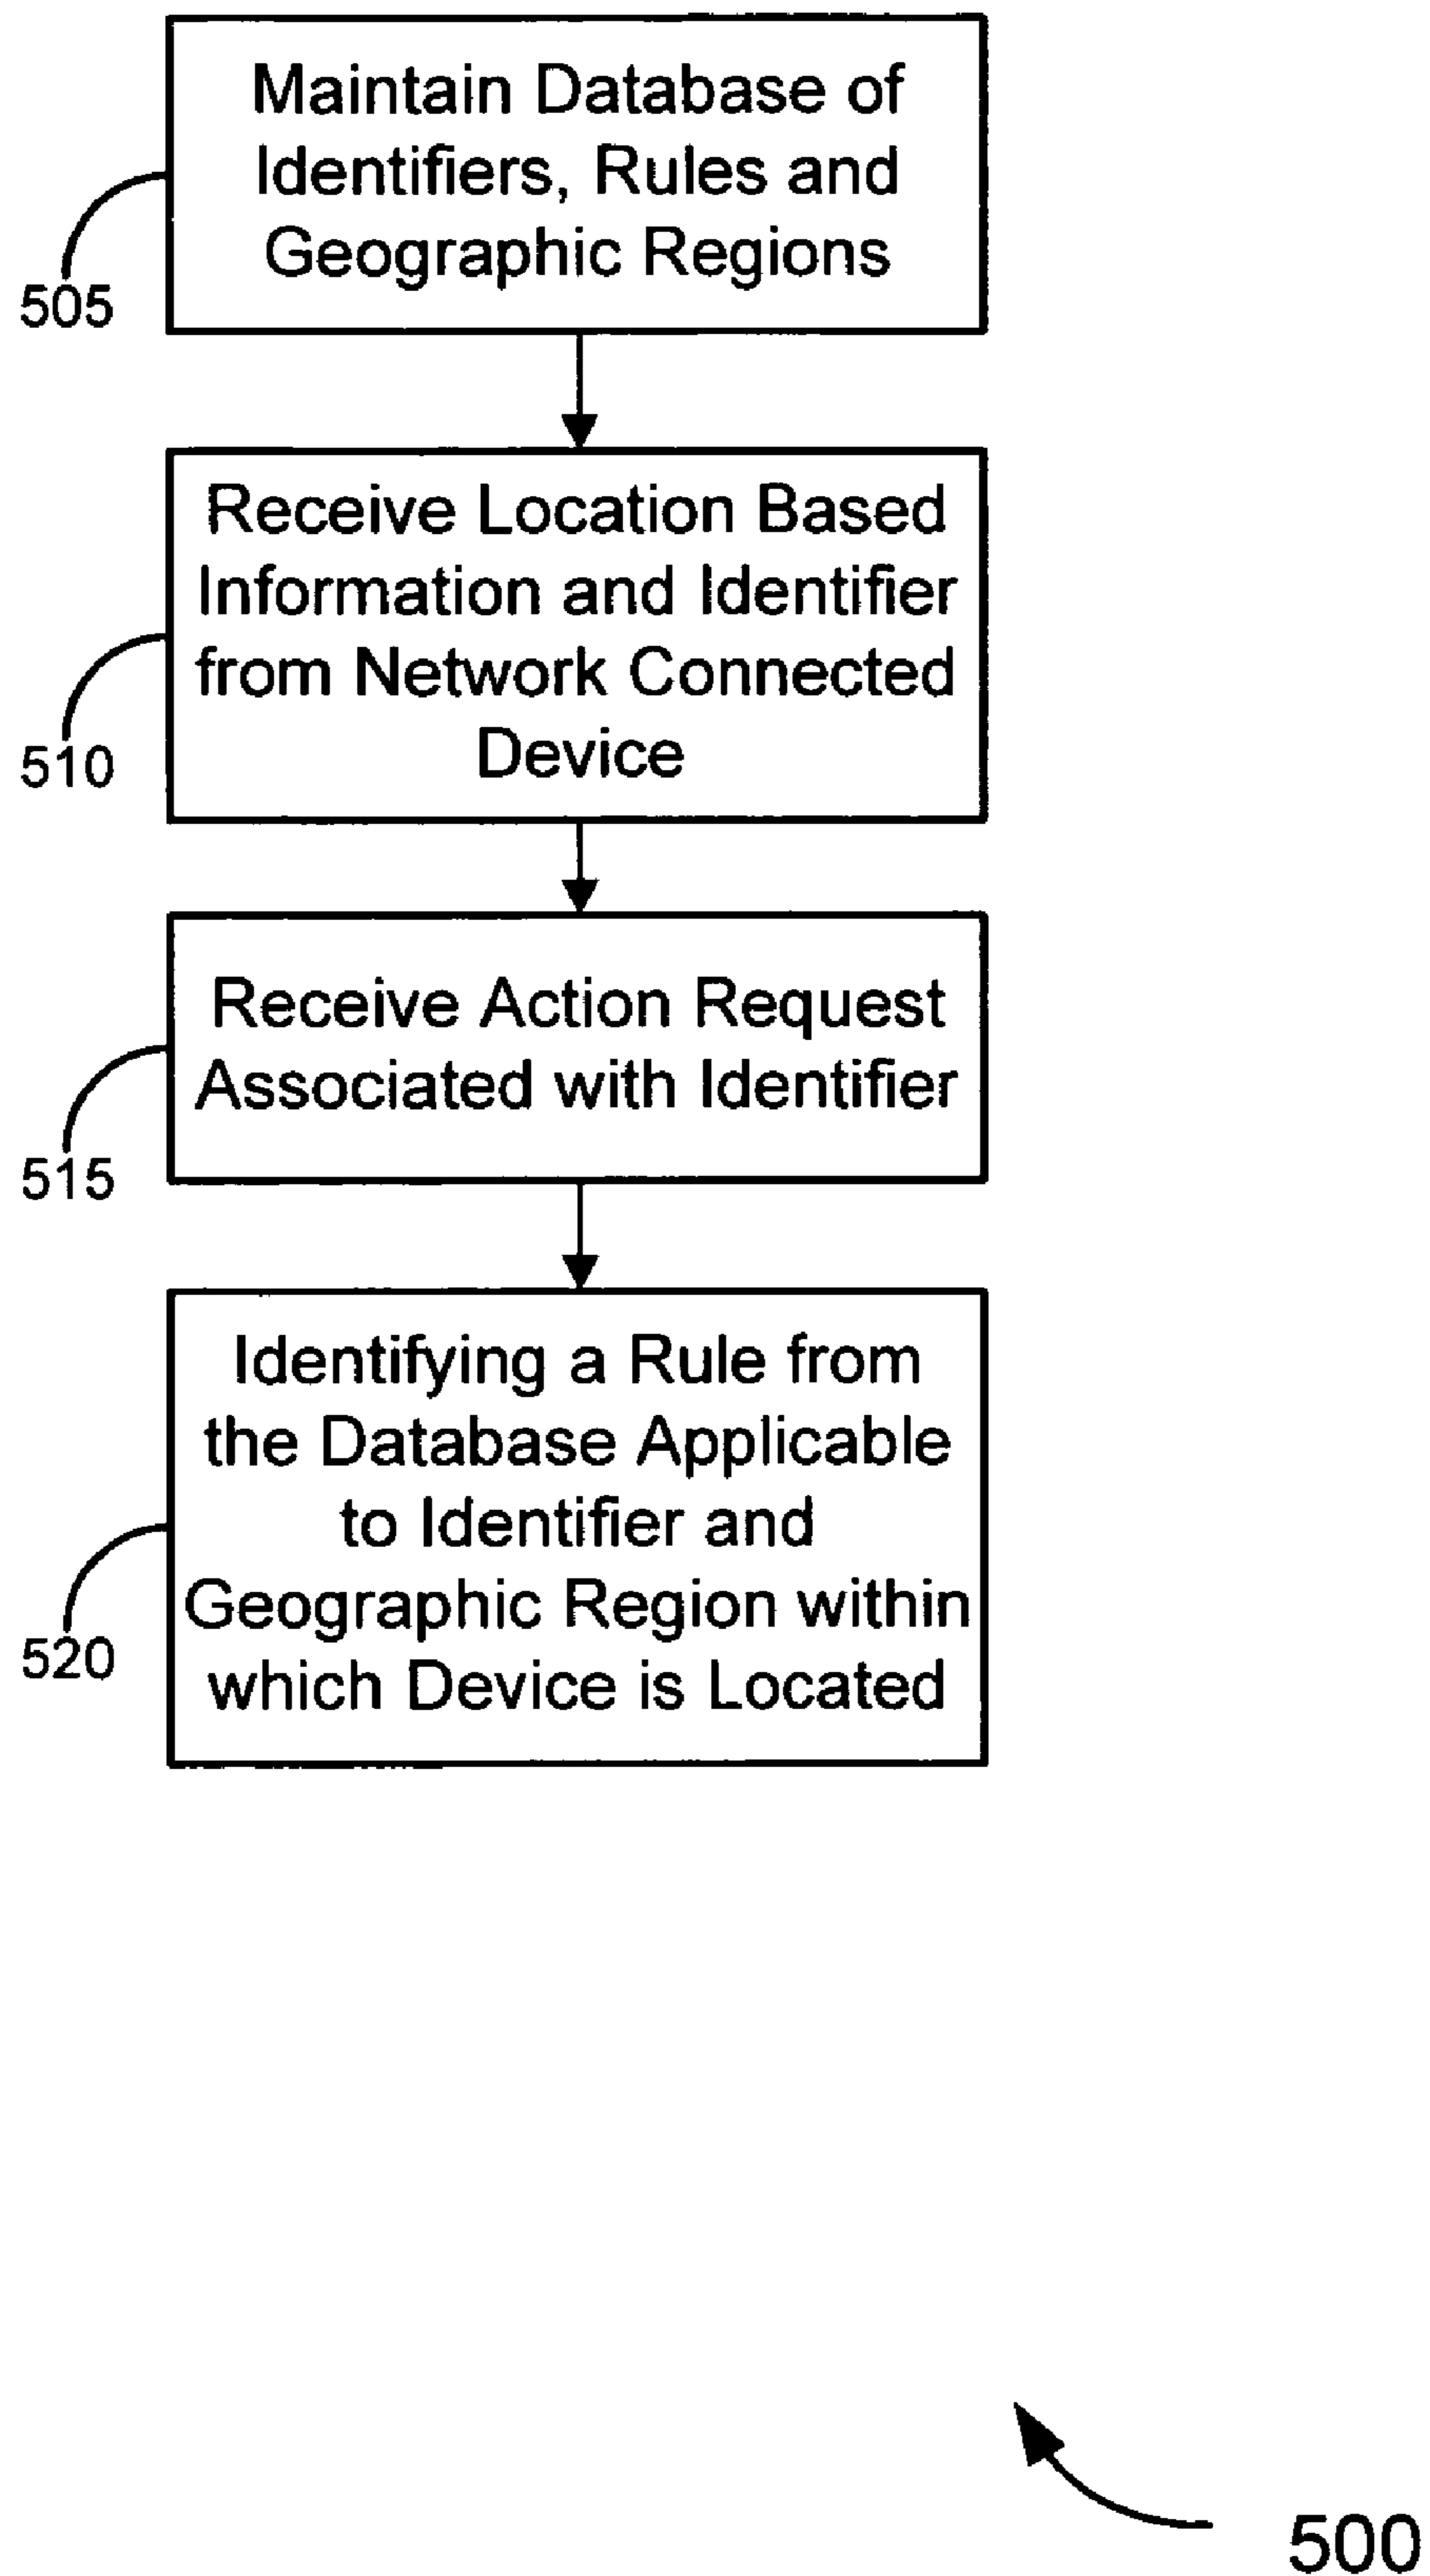 Maintain Database of
Identifiers, Rules and
Geographic Regions
505
Receive Location Based
Information and Identifier
from Network Connected
Device
510
Receive Action Request
Associated with Identifier
515
Identifying a Rule from
the Database Applicable
to Identifier and
Geographic Region within
which Device is Located
520
500